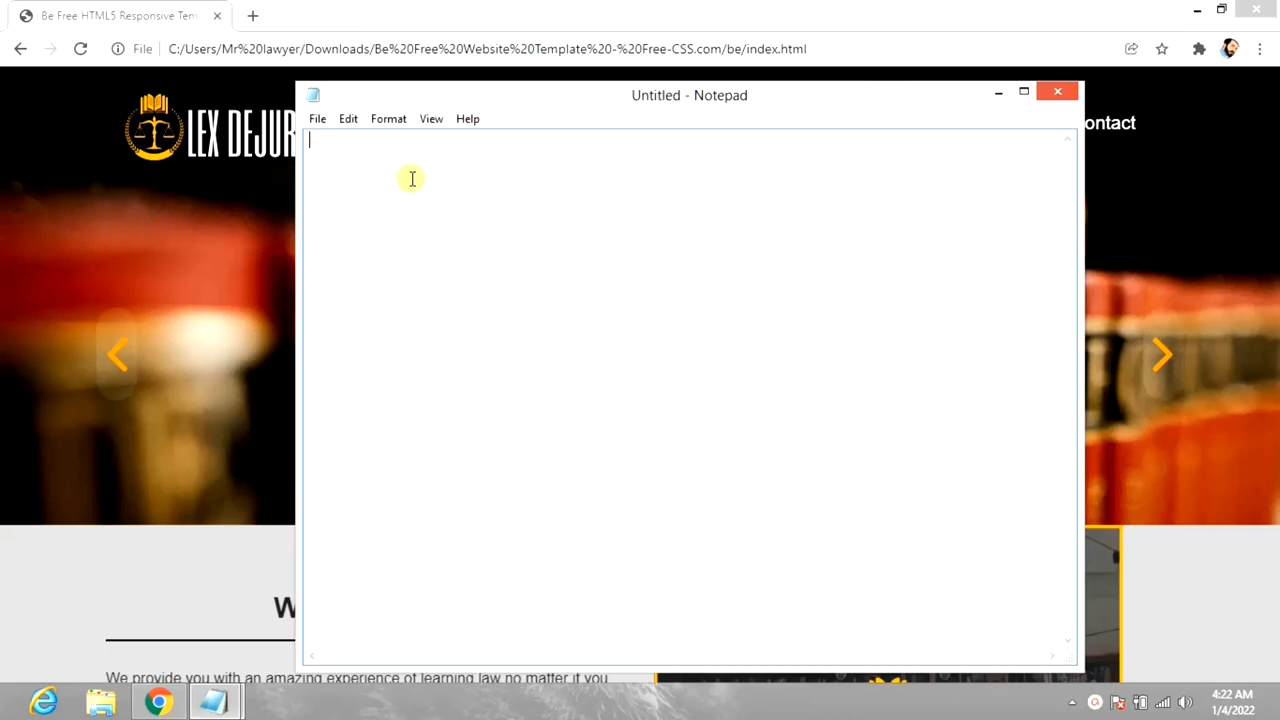 Be Free HTML5 Responsive Tem
File
C:/Users/Mr%20lawyer/Downloads/Be%20Free%20Website%20Template%20-%20Free-CSS.com/be/index.html
LEX DEJUR
ontact
Untitled - Notepad
File Edit Format View Help
W
We provide you with an amazing experience of learning law no matter if you
4:22 AM
1/4/2022